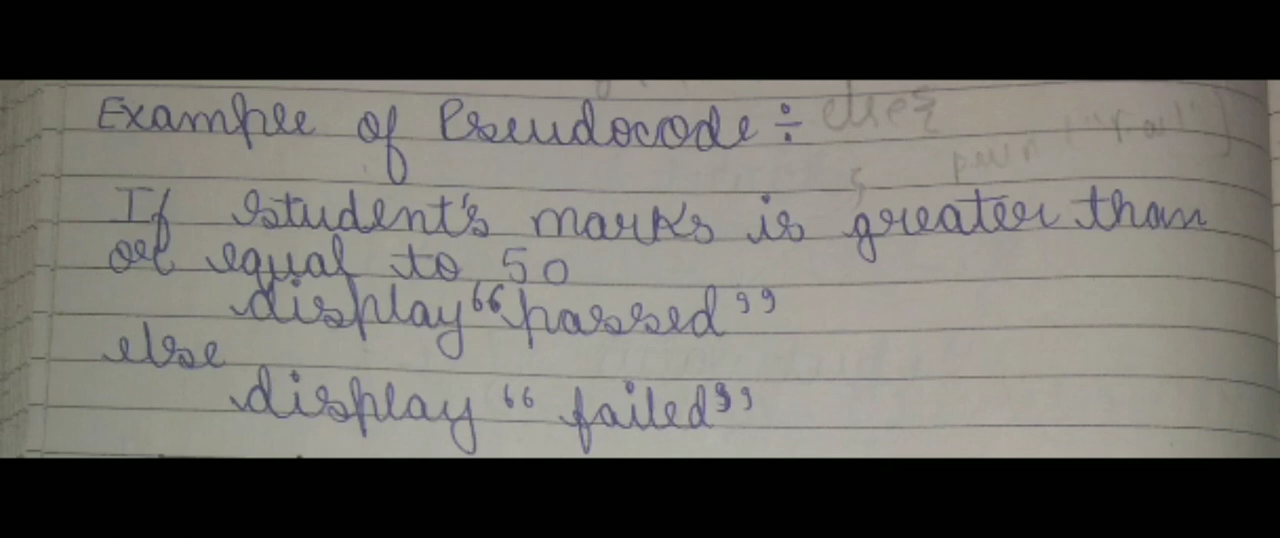 Example of Pseudocode ÷
If student's marks is greater than
or equal to 50
display “passed”
else
display “failed”